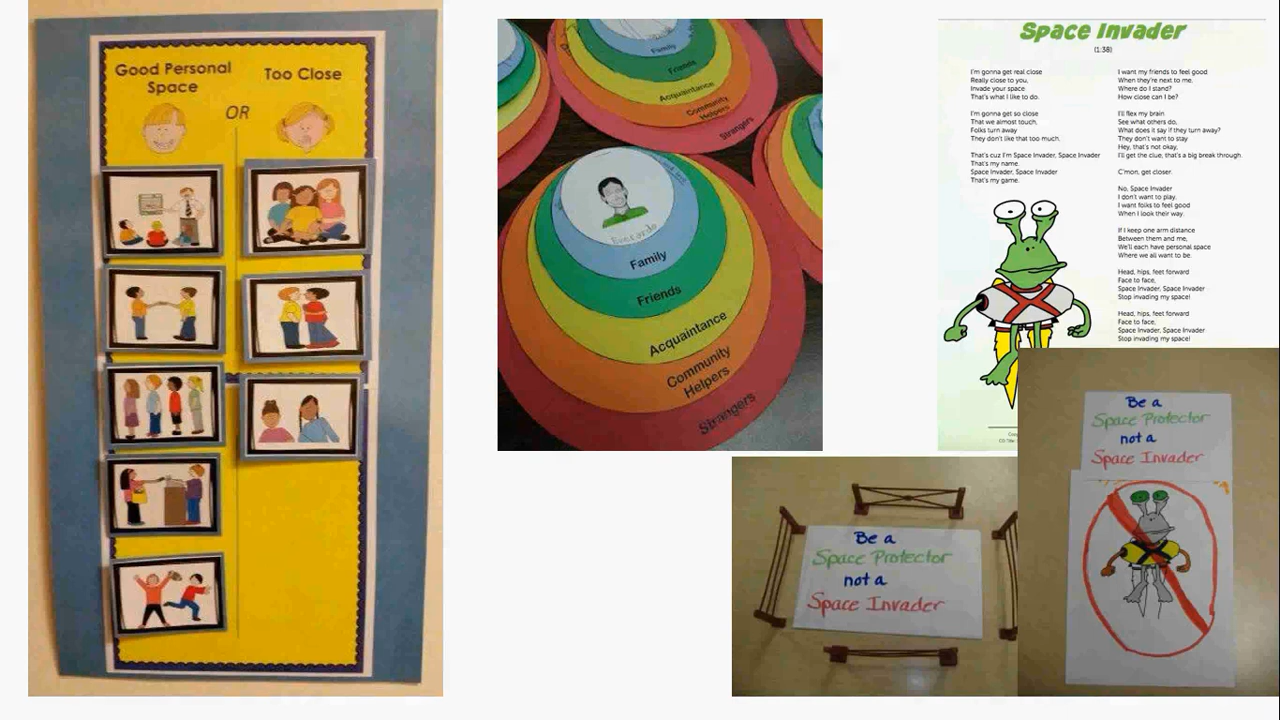 Good Personal
Space
OR
Too Close
Family
Friends
Acquaintance
Community
Helpers
Strangers
Riccardo
Family
Friends
Acquaintance
Community
Helpers
Strangers
Space Invader
(1:38)
I'm gonna get real close
Really close to you,
Invade your space
That's what I like to do.
I'm gonna get so close
That we almost touch,
Folks turn away
They don't like that too much.
That's cuz I'm Space Invader, Space Invader
That's my name.
Space Invader, Space Invader
That's my game.
I want my friends to feel good
When they're next to me,
Where do I stand?
How close can I be?
I'll flex my brain
See what others do,
What does it say if they turn away?
They don't want to stay
Hey, that's not okay,
I'll get the clue, that's a big break through.
C'mon, get closer.
No, Space Invader
I don't want to play,
I want folks to feel good
When I look their way.
If I keep one arm distance
Between them and me,
We'll each have personal space
Where we all want to be.
Head, hips, feet forward
Face to face,
Space Invader, Space Invader
Stop invading my space!
Head, hips, feet forward
Face to face,
Space Invader, Space Invader
Stop invading my space!
Be a
Space Protector
not a
Space Invader
Be a
Space Protector
not a
Space Invader